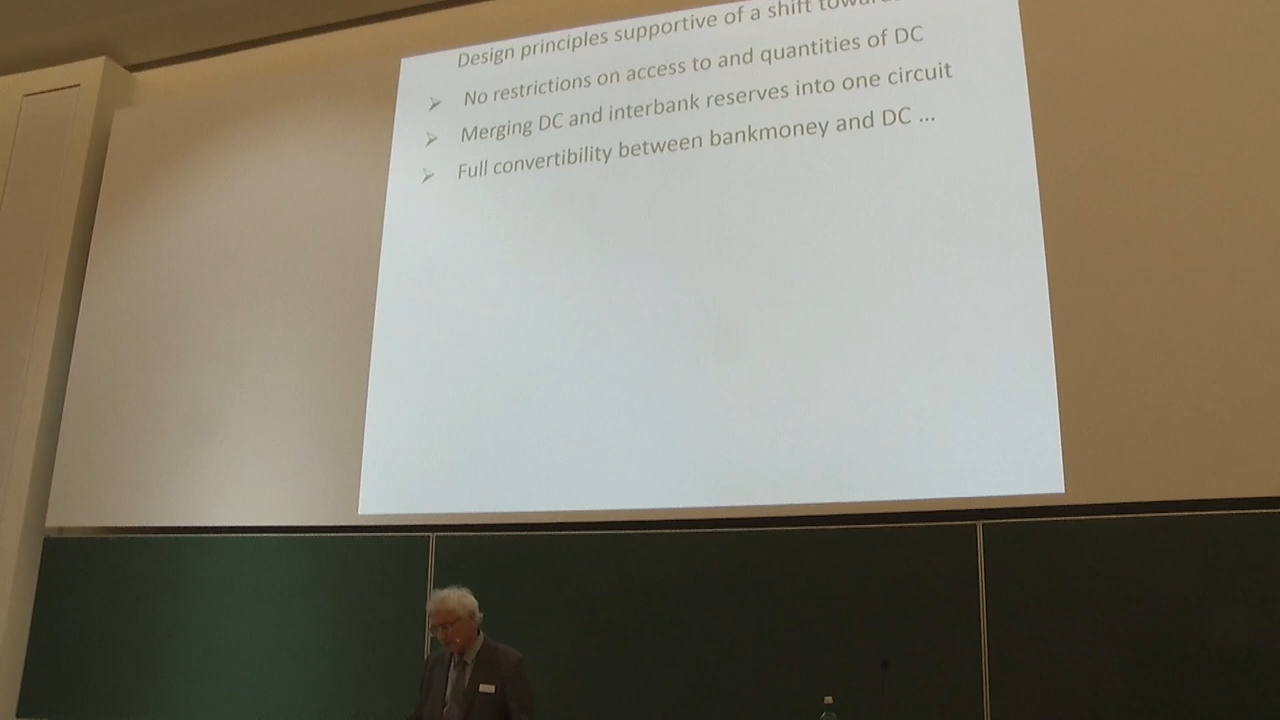 Design principles supportive of a shift
No restrictions on access to and quantities of DC
Merging DC and interbank reserves into one circuit
Full convertibility between bankmoney and DC ...